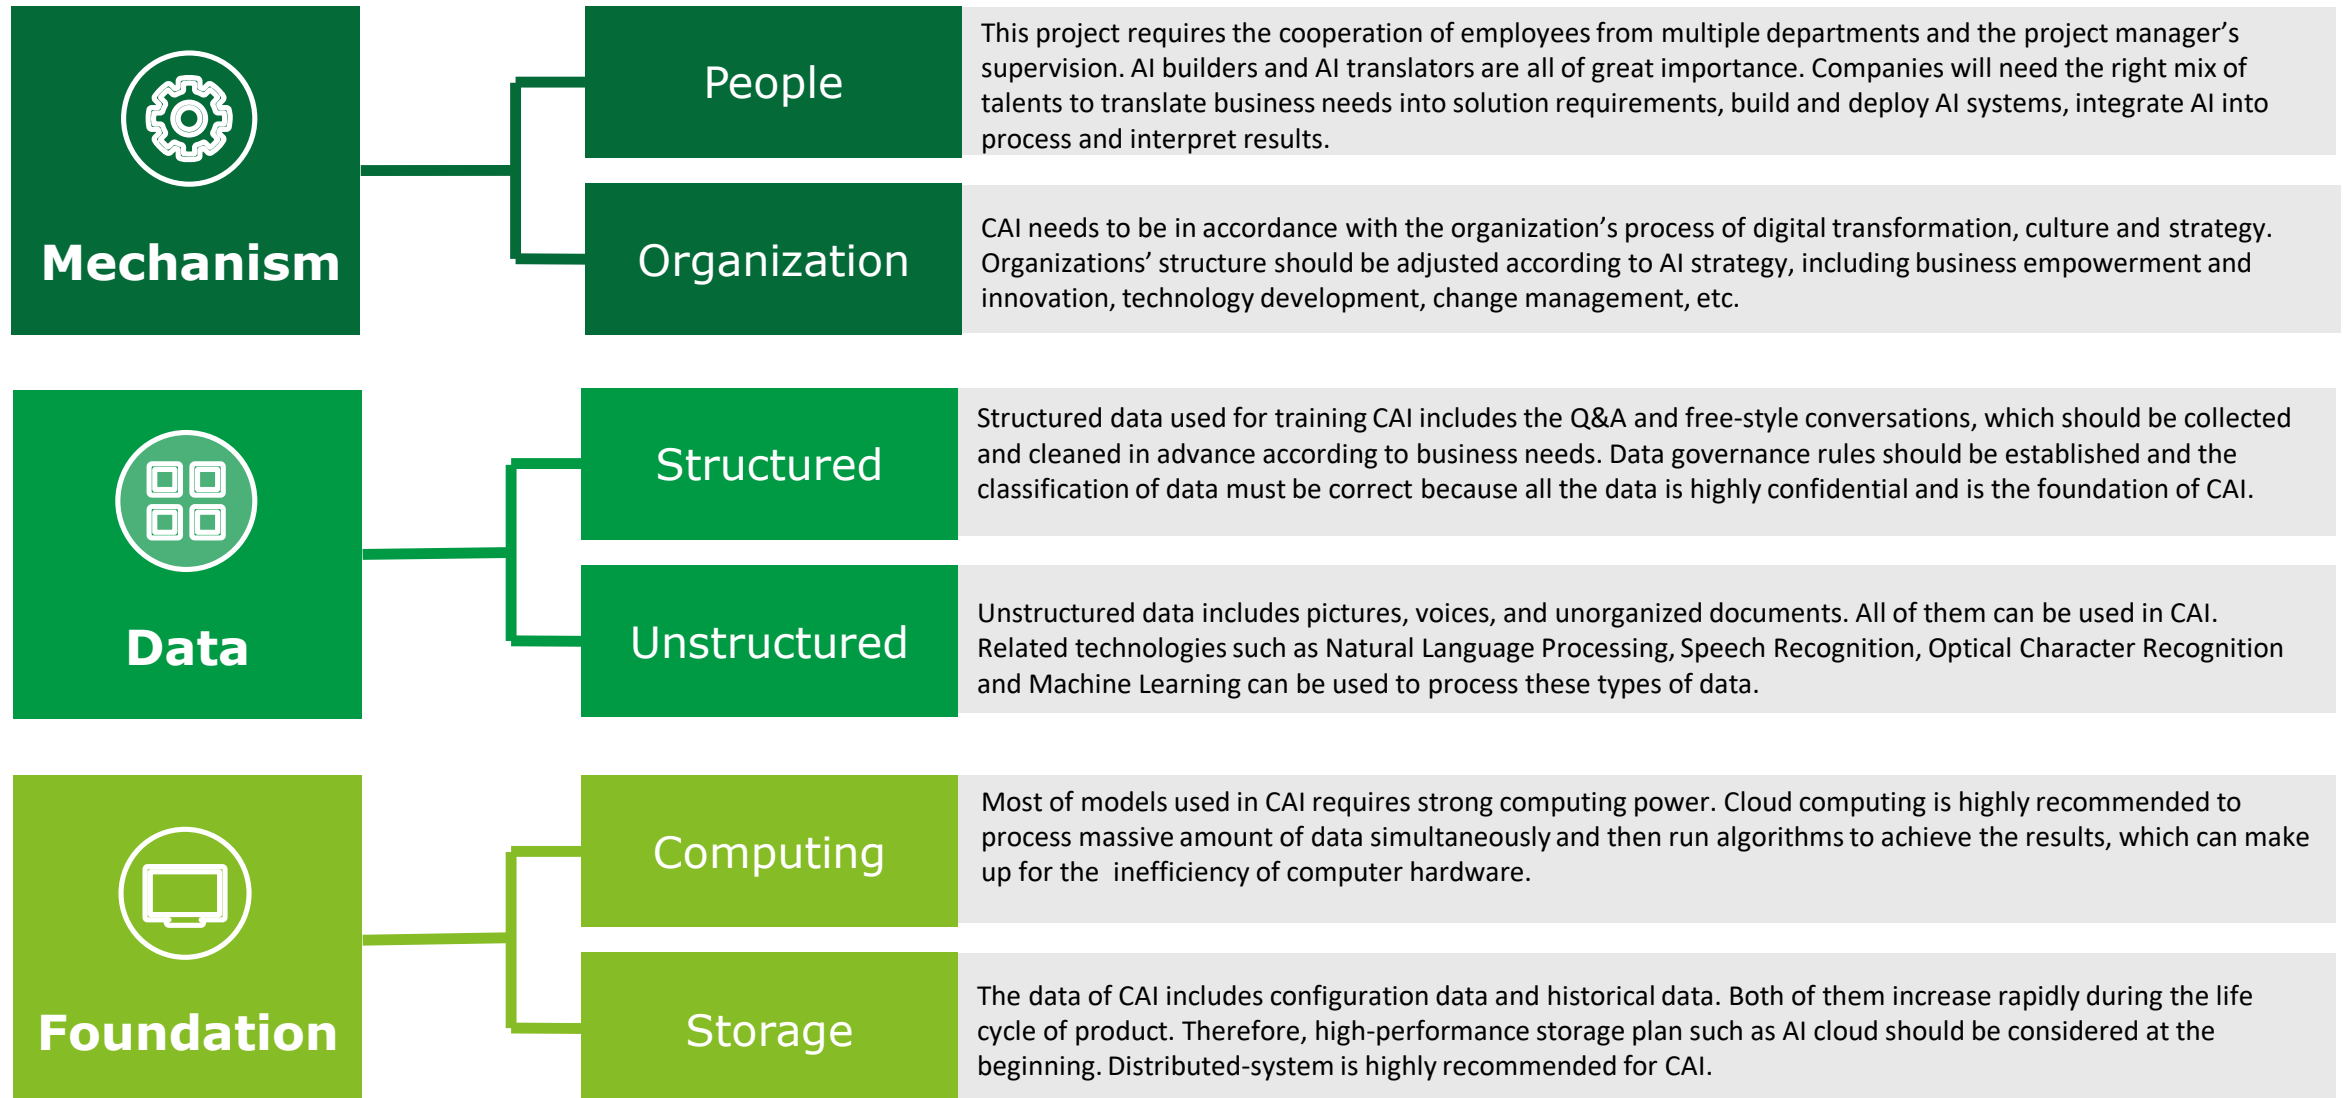 Mechanism
People
This project requires the cooperation of employees from multiple departments and the project manager’s
supervision. AI builders and AI translators are all of great importance. Companies will need the right mix of
talents to translate business needs into solution requirements, build and deploy AI systems, integrate AI into
process and interpret results.
Organization
CAI needs to be in accordance with the organization’s process of digital transformation, culture and strategy.
Organizations’ structure should be adjusted according to AI strategy, including business empowerment and
innovation, technology development, change management, etc.
Data
Structured
Structured data used for training CAI includes the Q&A and free-style conversations, which should be collected
and cleaned in advance according to business needs. Data governance rules should be established and the
classification of data must be correct because all the data is highly confidential and is the foundation of CAI.
Unstructured
Unstructured data includes pictures, voices, and unorganized documents. All of them can be used in CAI.
Related technologies such as Natural Language Processing, Speech Recognition, Optical Character Recognition
and Machine Learning can be used to process these types of data.
Foundation
Computing
Most of models used in CAI requires strong computing power. Cloud computing is highly recommended to
process massive amount of data simultaneously and then run algorithms to achieve the results, which can make
up for the  inefficiency of computer hardware.
Storage
The data of CAI includes configuration data and historical data. Both of them increase rapidly during the life
cycle of product. Therefore, high-performance storage plan such as AI cloud should be considered at the
beginning. Distributed-system is highly recommended for CAI.